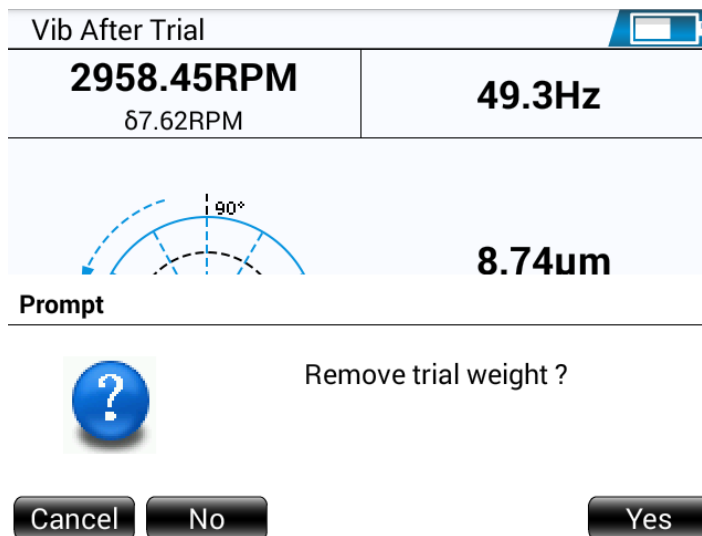 Vib After Trial
2958.45RPM
δ7.62RPM
49.3Hz
90°
8.74um
Prompt
Remove trial weight ?
Cancel
No
Yes